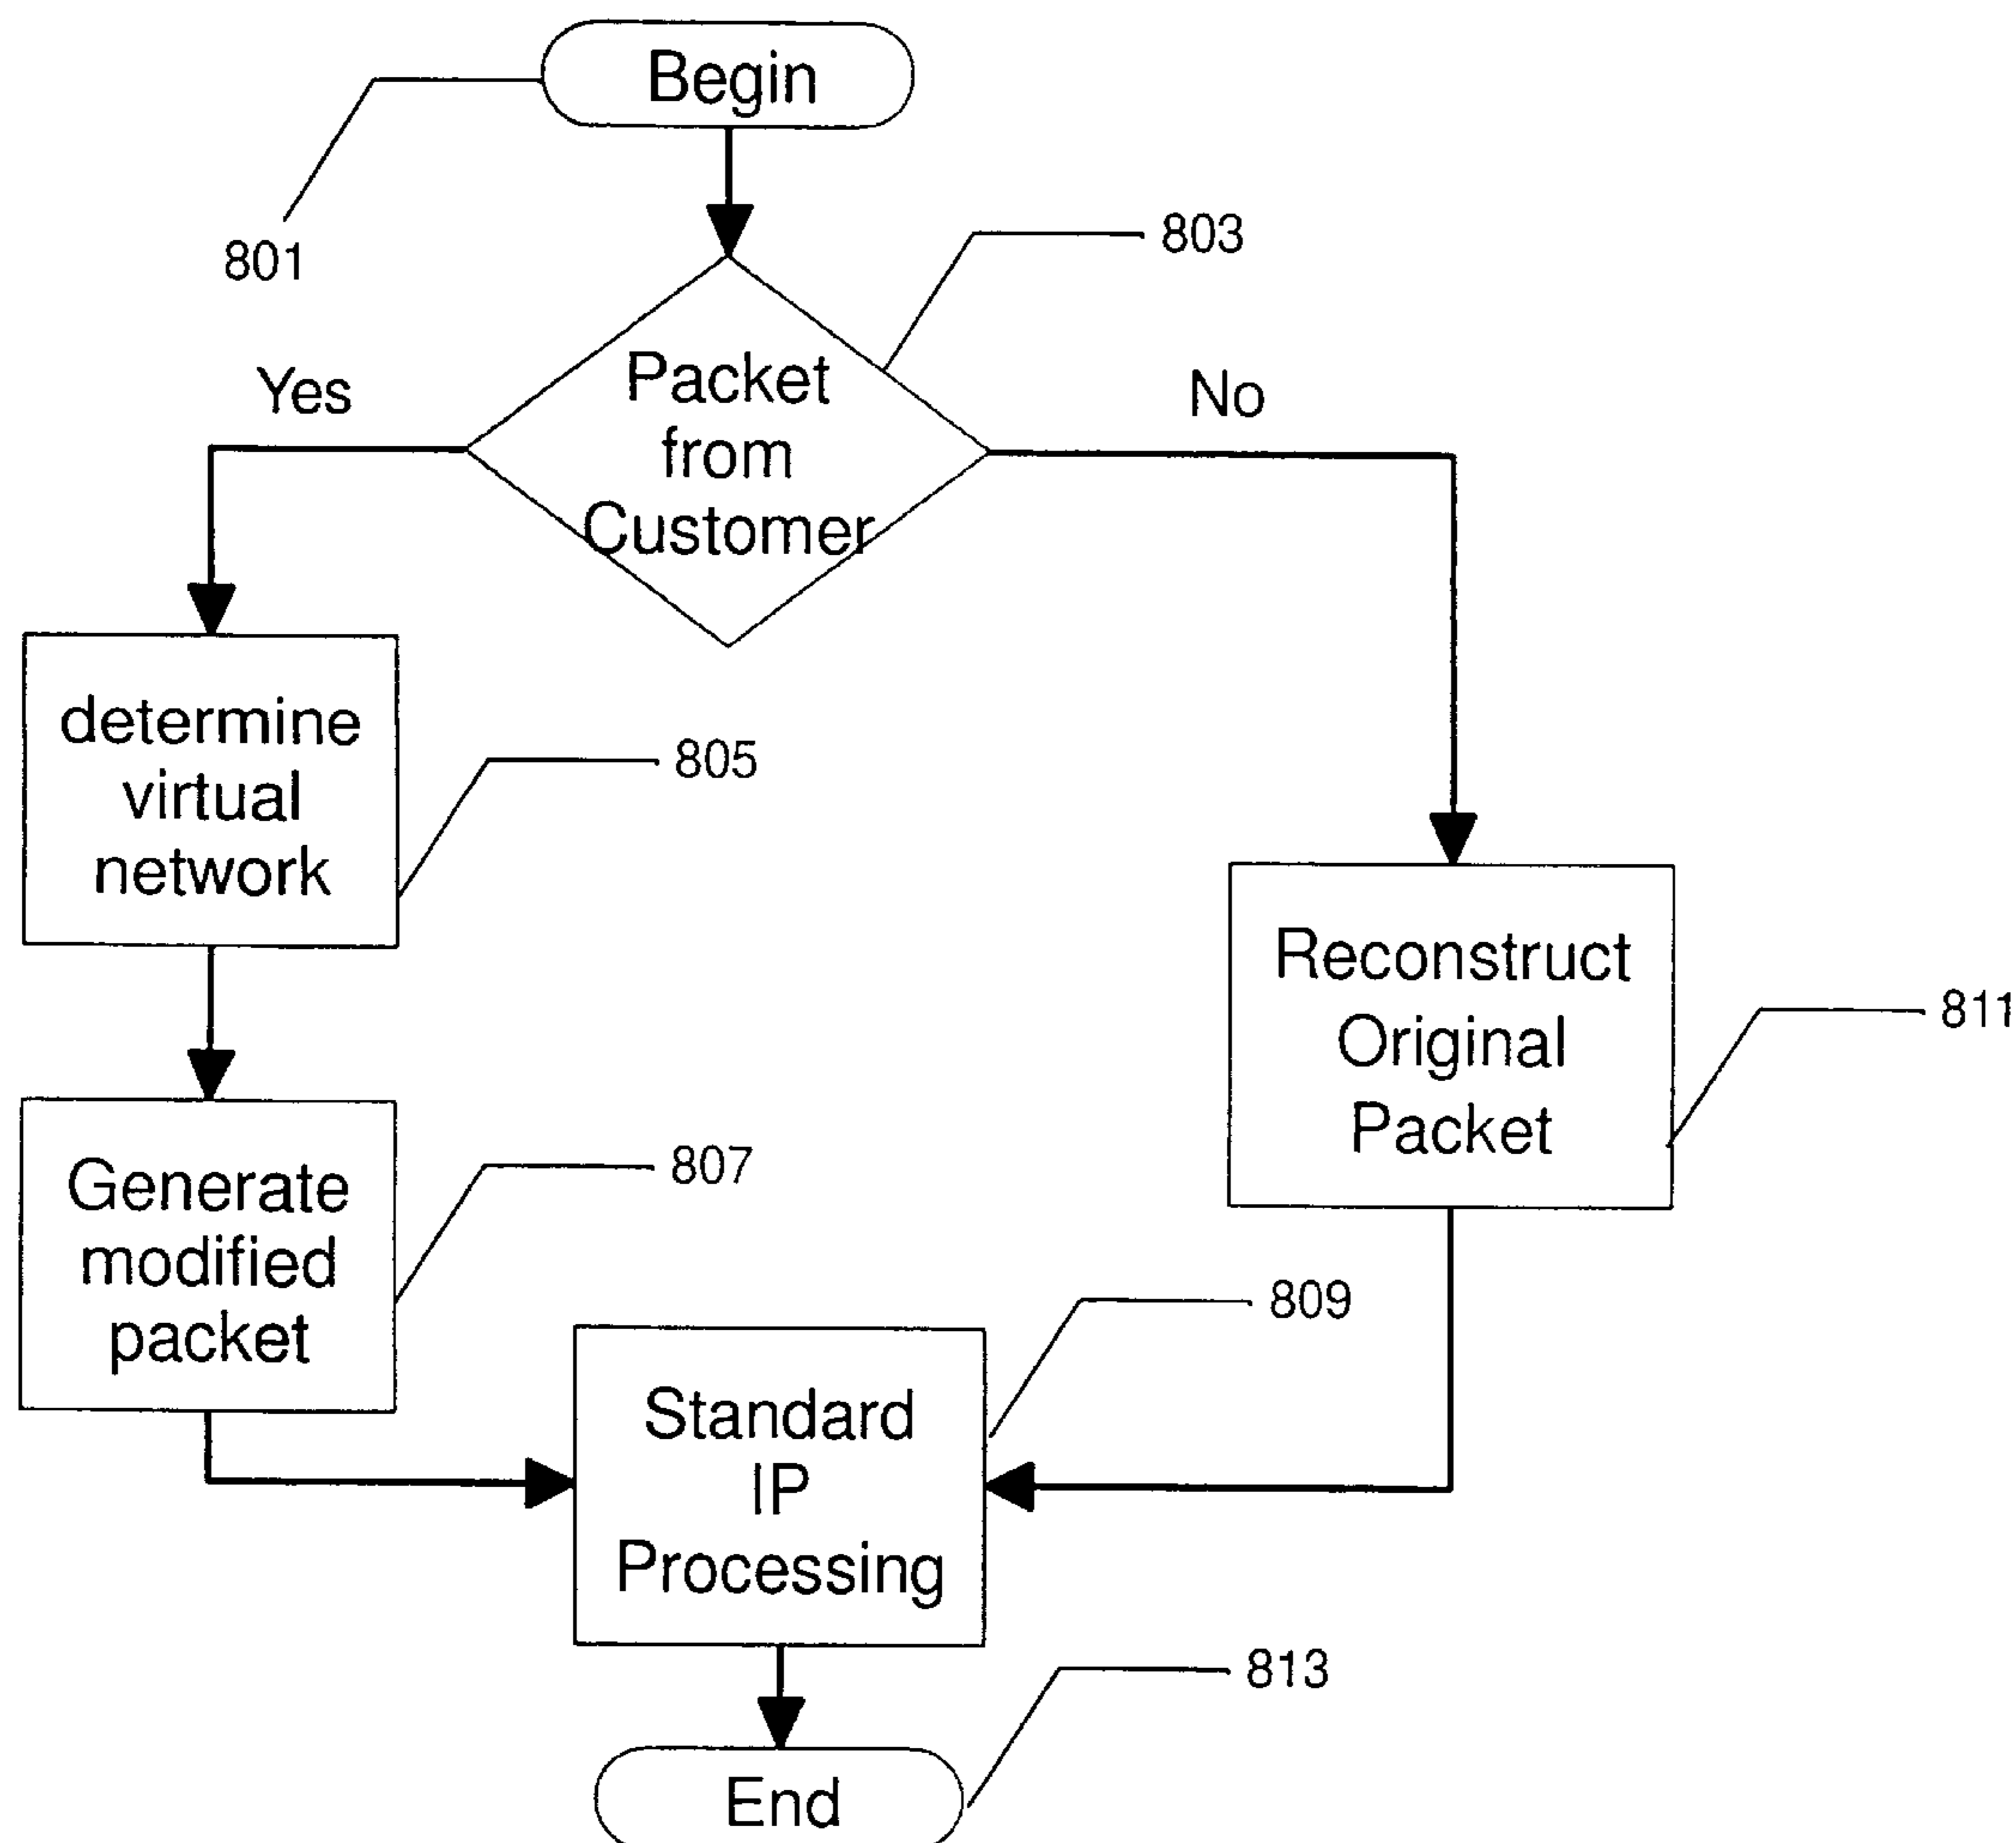 Begin
801
803
Packet
from
Customer
Yes
No
determine
virtual
network
805
Reconstruct
Original
Packet
811
Generate
modified
packet
807
809
Standard
IP
Processing
813
End